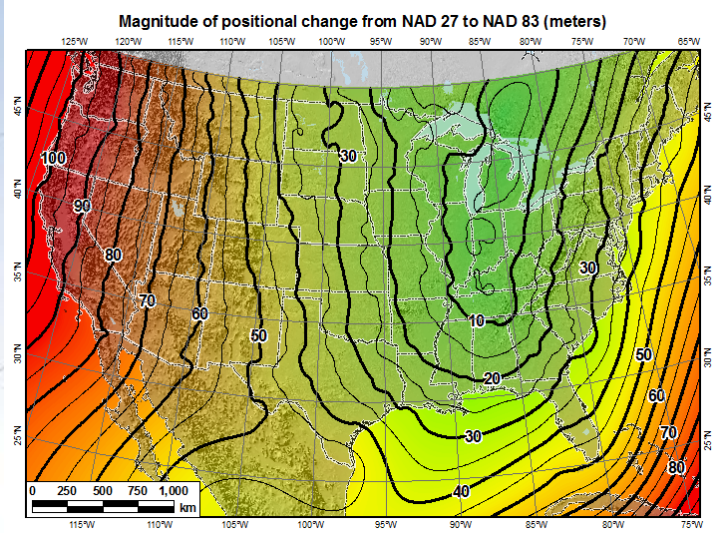 Magnitude of positional change from NAD 27 to NAD 83 (meters)
125°W 120°W 115°W 110°W 105°W 100°W 95°W 90°W 85°W 80°W 75°W 70°W 65°W
45°N 45°N
100 30
40°N 90 40°N
80 30
35°N 35°N
70 60 10
50 50
30°N 20 30°N
60
25°N 30 70 25°N
80
40
0 250 500 750 1,000
km
115°W 110°W 105°W 100°W 95°W 90°W 85°W 80°W 75°W